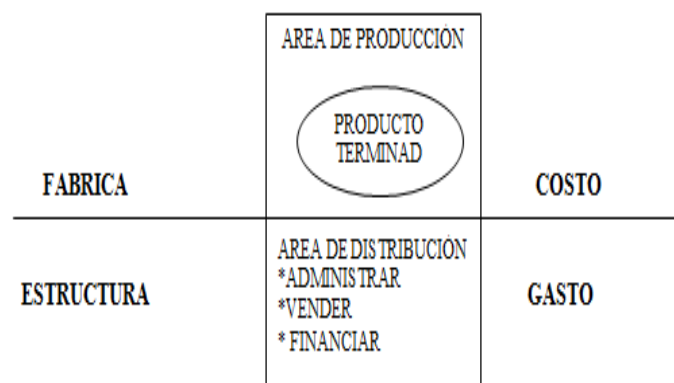 AREA DE PRODUCCIÓN
PRODUCTO
TERMINAD
FABRICA
COSTO
AREA DE DISTRIBUCIÓN
*ADMINISTRAR
ESTRUCTURA
*VENDER
GASTO
* FINANCIAR